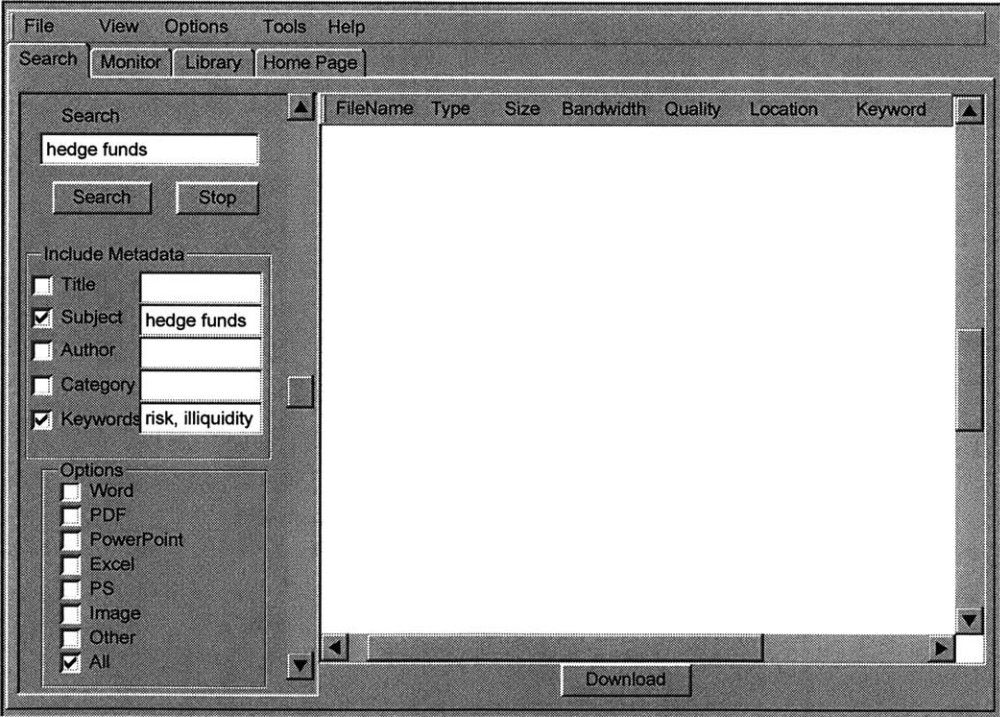 File View Options Tools Help
Search Monitor Library Home Page
Search
hedge funds
Search Stop
Include Metadata
Title
Subject hedge funds
Author
Category
Keywords risk, illiquidity
Options
Word
PDF
PowerPoint
Excel
PS
Image
Other
All
FileName Type Size Bandwidth Quality Location Keyword
Download